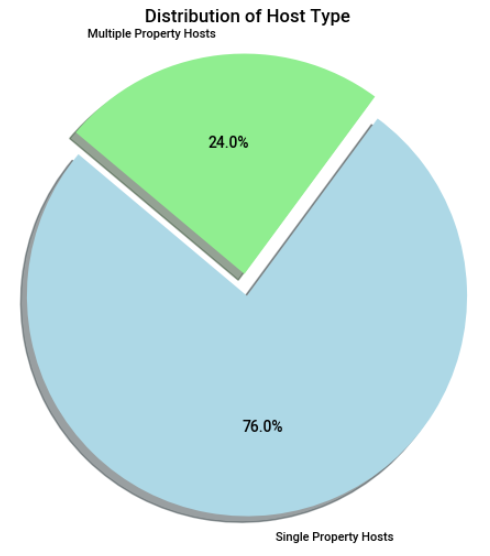 Distribution of Host Type
Multiple Property Hosts
24.0%
76.0%
Single Property Hosts